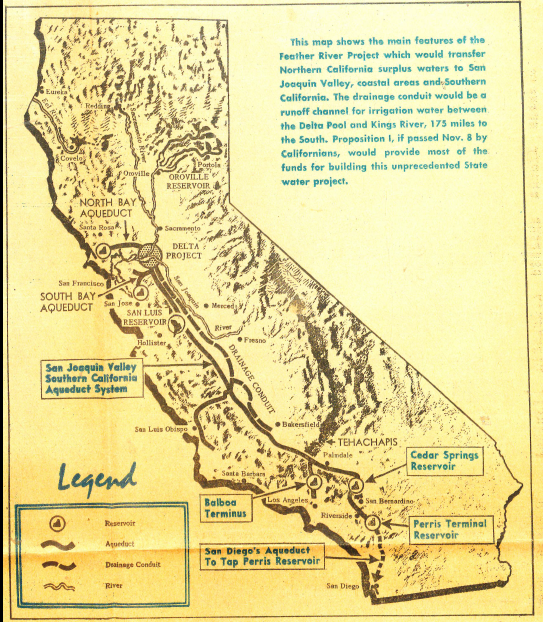 This map shows the main features of the
Feather River Project which would transfer
Northern California surplus waters to San
Joaquin Valley, coastal areas and Southern
California. The drainage conduit would be a
runoff channel for irrigation water between
the Delta Pool and Kings River, 175 miles to
the South. Proposition I, if passed Nov. 8 by
Californians, would provide most of the
funds for building this unprecedented State
water project.
Eureka
Redding
Eel River
Covelo
Oroville
Portola
OROVILLE
RESERVOIR
NORTH BAY
AQUEDUCT
Santa Rosa
Sacramento
DELTA
PROJECT
San Francisco
SOUTH BAY
AQUEDUCT
San Jose
San Joaquin
River
SAN LUIS
RESERVOIR
Merced
Hollister
Fresno
DRAINAGE CONDUIT
San Joaquin Valley
Southern California
Aqueduct System
San Luis Obispo
Bakersfield
TEHACHAPIS
Palmdale
Cedar Springs
Reservoir
Santa Barbara
Los Angeles
San Bernardino
Balboa
Terminus
Riverside
Perris Terminal
Reservoir
San Diego's Aqueduct
To Tap Perris Reservoir
San Diego
Legend
Reservoir
Aqueduct
Drainage Conduit
River